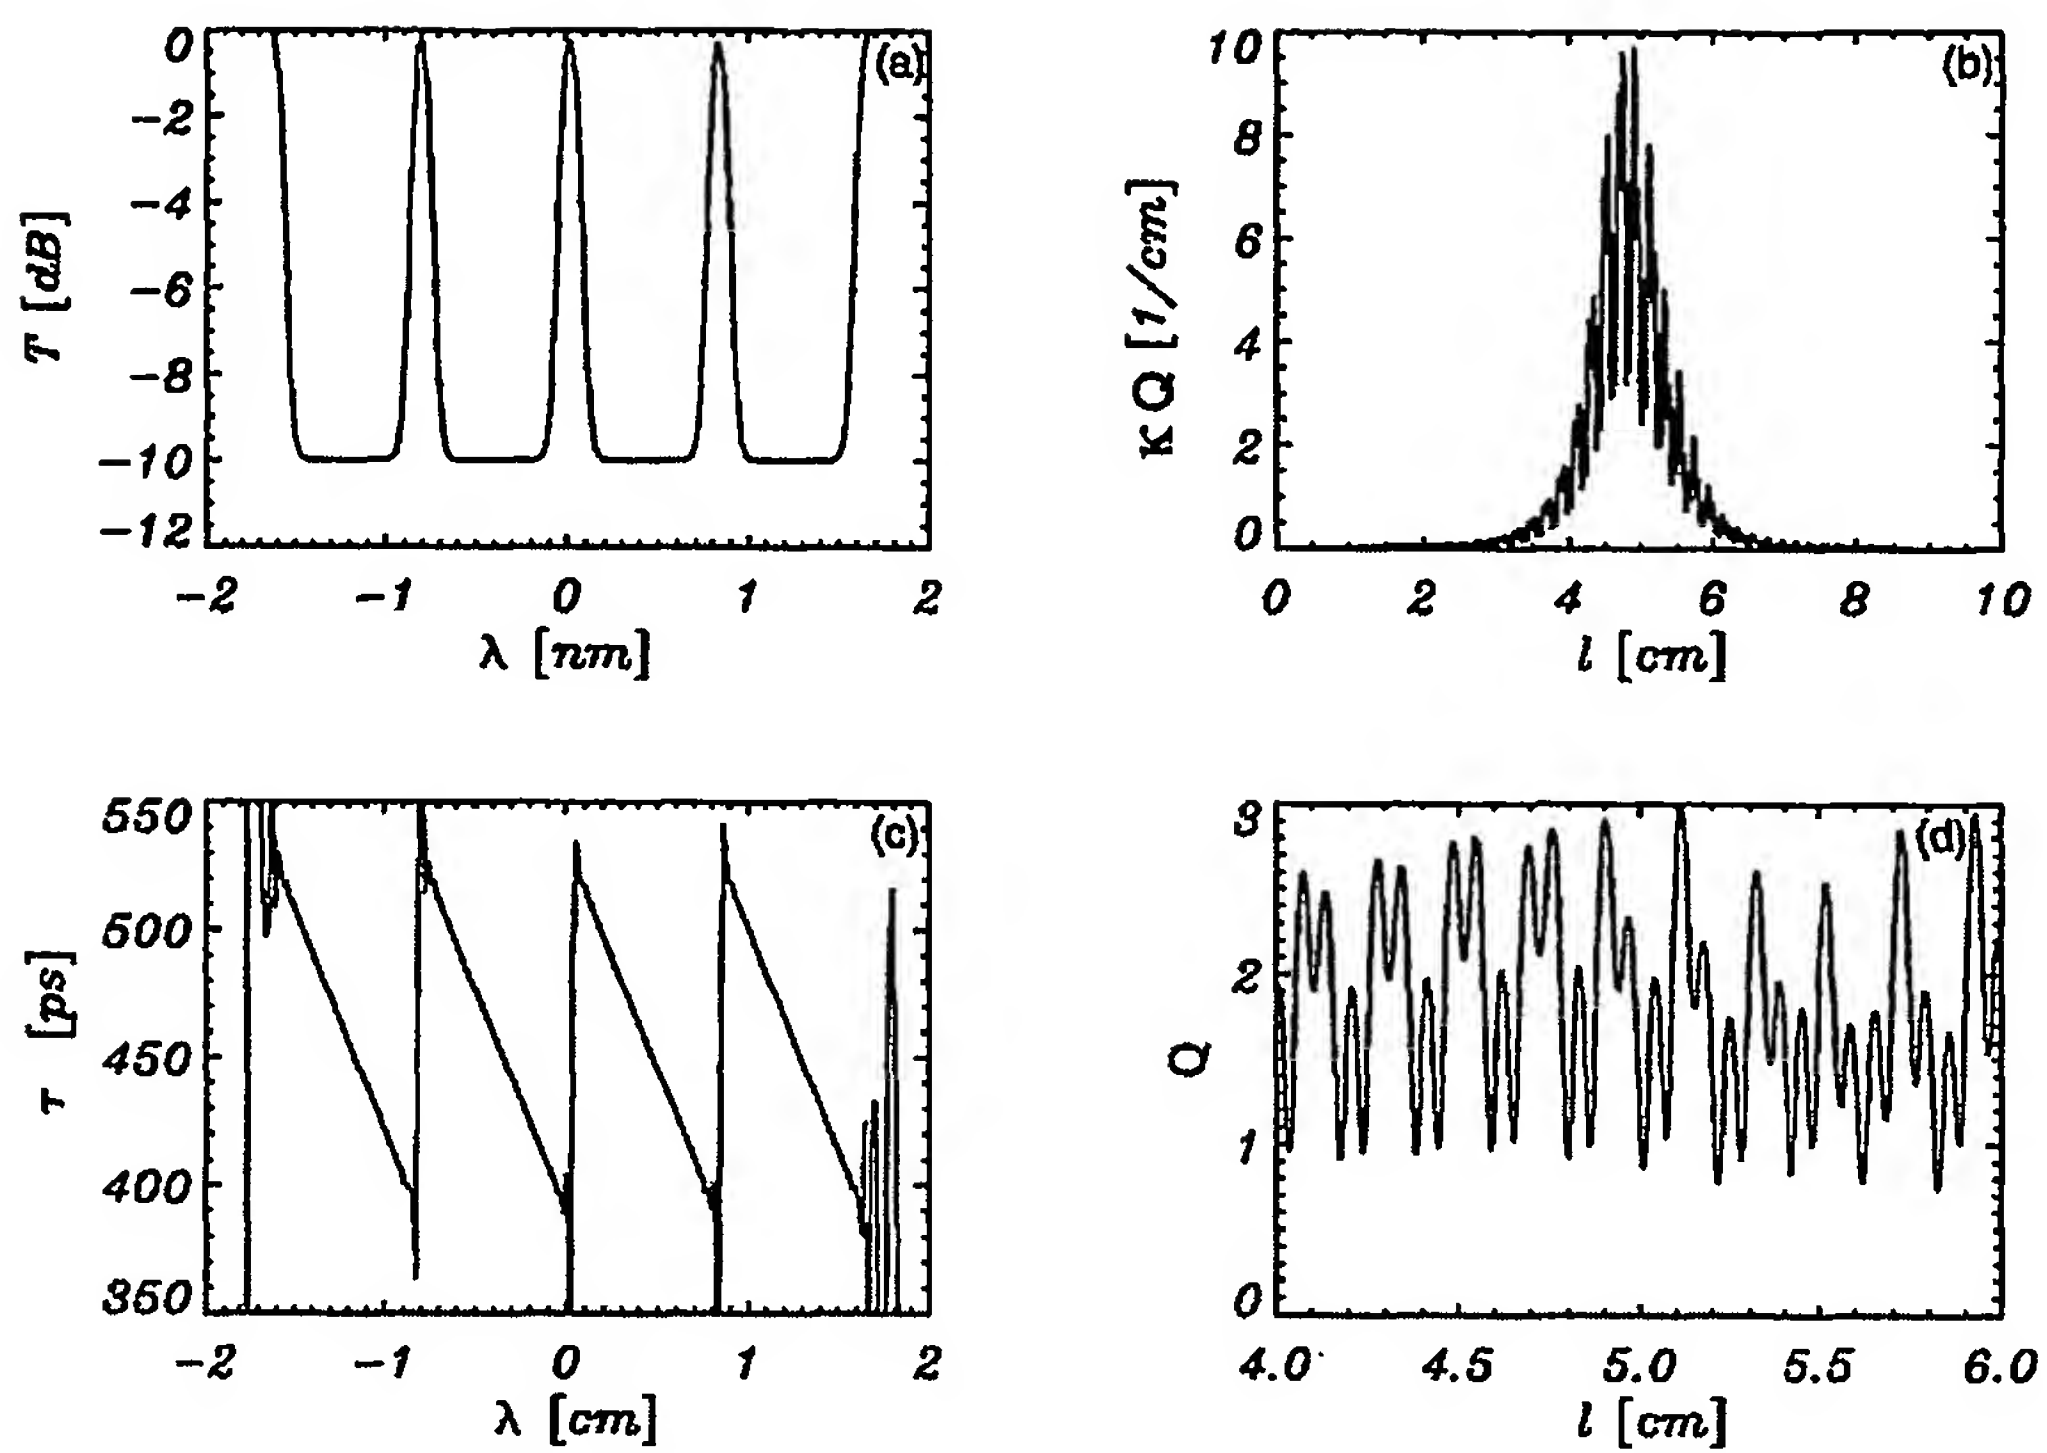 (a)
0
−2
−4
−6
−8
−10
−12
T [dB]
−2 −1 0 1 2
λ [nm]
(b)
10
8
6
4
2
0
κ Q [1/cm]
0 2 4 6 8 10
l [cm]
(c)
550
500
450
400
350
τ [ps]
−2 −1 0 1 2
λ [cm]
(d)
3
2
1
0
Q
4.0 4.5 5.0 5.5 6.0
l [cm]